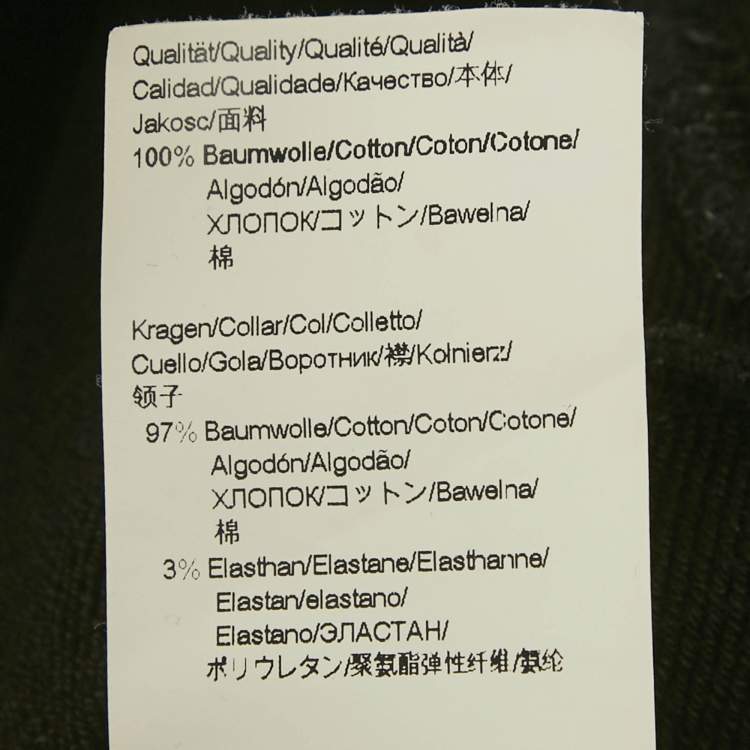 Qualität/Quality/Qualité/Qualità/
Calidad/Qualidade/Качество/本体/
Jakosc/面料
100% Baumwolle/Cotton/Coton/Cotone/
Algodón/Algodão/
ХЛОПОК/コットン/Bawelna/
棉
Kragen/Collar/Col/Colletto/
Cuello/Gola/Воротник/襟/Kolnierz/
领子
97% Baumwolle/Cotton/Coton/Cotone/
Algodón/Algodão/
ХЛОПОК/コットン/Bawelna/
棉
3% Elasthan/Elastane/Elasthanne/
Elastan/elastano/
Elastano/ЭЛАСТАН/
ポリウレタン/聚氨酯弹性纤维/氨纶